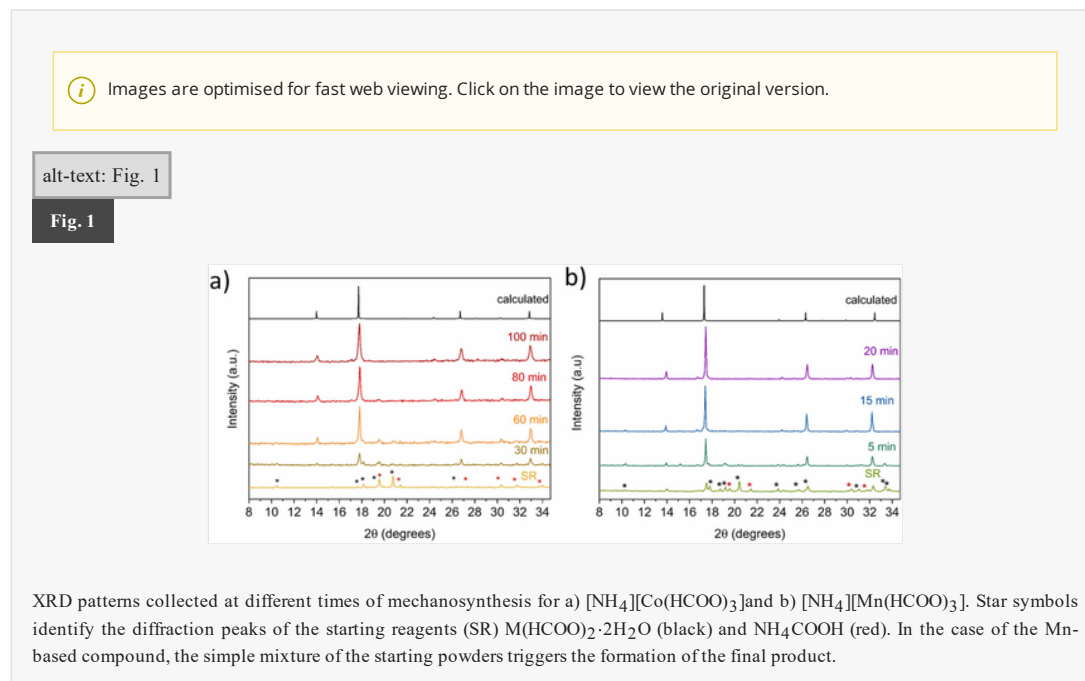 i Images are optimised for fast web viewing. Click on the image to view the original version.
alt-text: Fig. 1
Fig. 1
a)
calculated
100 min
80 min
60 min
30 min
SR
Intensity (a.u.)
8 10 12 14 16 18 20 22 24 26 28 30 32 34
2θ (degrees)
b)
calculated
20 min
15 min
5 min
SR
Intensity (a.u)
8 10 12 14 16 18 20 22 24 26 28 30 32 34
2θ (degrees)
XRD patterns collected at different times of mechanosynthesis for a) [NH4][Co(HCOO)3]and b) [NH4][Mn(HCOO)3]. Star symbols
identify the diffraction peaks of the starting reagents (SR) M(HCOO)2·2H2O (black) and NH4COOH (red). In the case of the Mn-
based compound, the simple mixture of the starting powders triggers the formation of the final product.